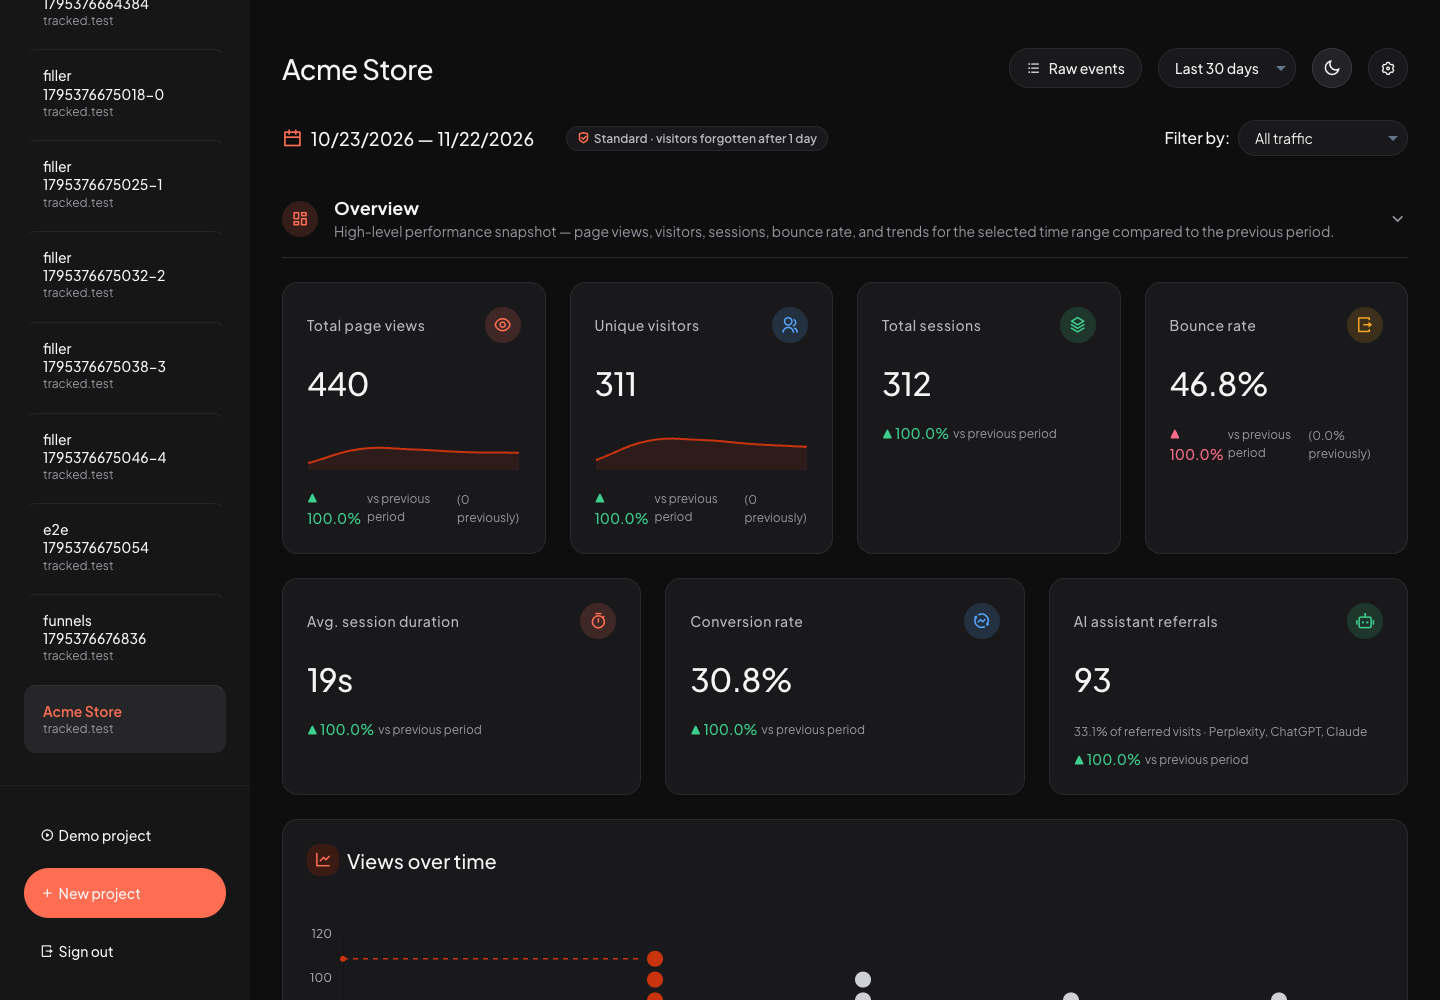 1795376664384
tracked.test
filler
1795376675018-0
tracked.test
filler
1795376675025-1
tracked.test
filler
1795376675032-2
tracked.test
filler
1795376675038-3
tracked.test
filler
1795376675046-4
tracked.test
e2e
1795376675054
tracked.test
funnels
1795376676836
tracked.test
Acme Store
tracked.test
Demo project
+ New project
Sign out
Acme Store
Raw events
Last 30 days
10/23/2026 — 11/22/2026
Standard · visitors forgotten after 1 day
Filter by:
All traffic
Overview
High-level performance snapshot — page views, visitors, sessions, bounce rate, and trends for the selected time range compared to the previous period.
Total page views
440
▲
100.0%
vs previous
period
(0
previously)
Unique visitors
311
▲
100.0%
vs previous
period
(0
previously)
Total sessions
312
▲ 100.0% vs previous period
Bounce rate
46.8%
▲
100.0%
vs previous
period
(0.0%
previously)
Avg. session duration
19s
▲ 100.0% vs previous period
Conversion rate
30.8%
▲ 100.0% vs previous period
AI assistant referrals
93
33.1% of referred visits · Perplexity, ChatGPT, Claude
▲ 100.0% vs previous period
Views over time
120
100